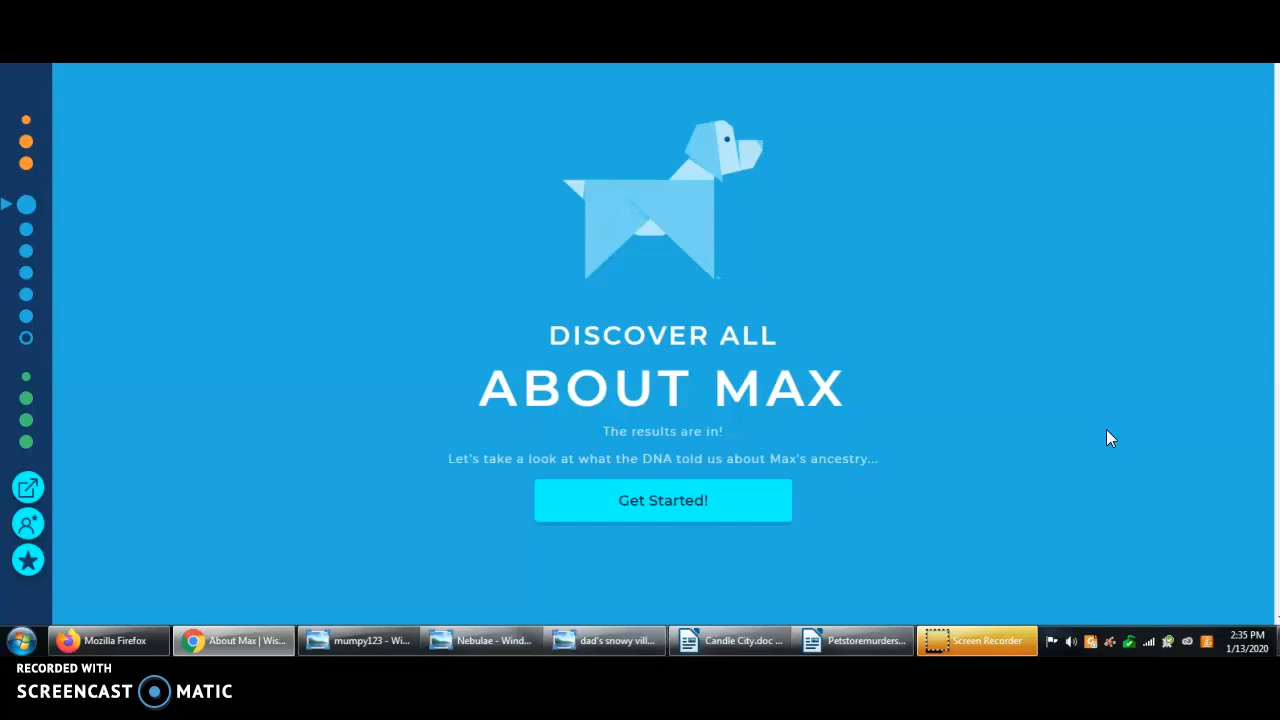 DISCOVER ALL
ABOUT MAX
The results are in!
Let's take a look at what the DNA told us about Max's ancestry...
Get Started!
Mozilla Firefox
About Max | Wis...
mumpy123 - Wi...
Nebulae - Wind...
dad's snowy vill...
Candle City.doc ...
Petstoremurders...
Screen Recorder
2:35 PM
1/13/2020
RECORDED WITH
SCREENCAST MATIC